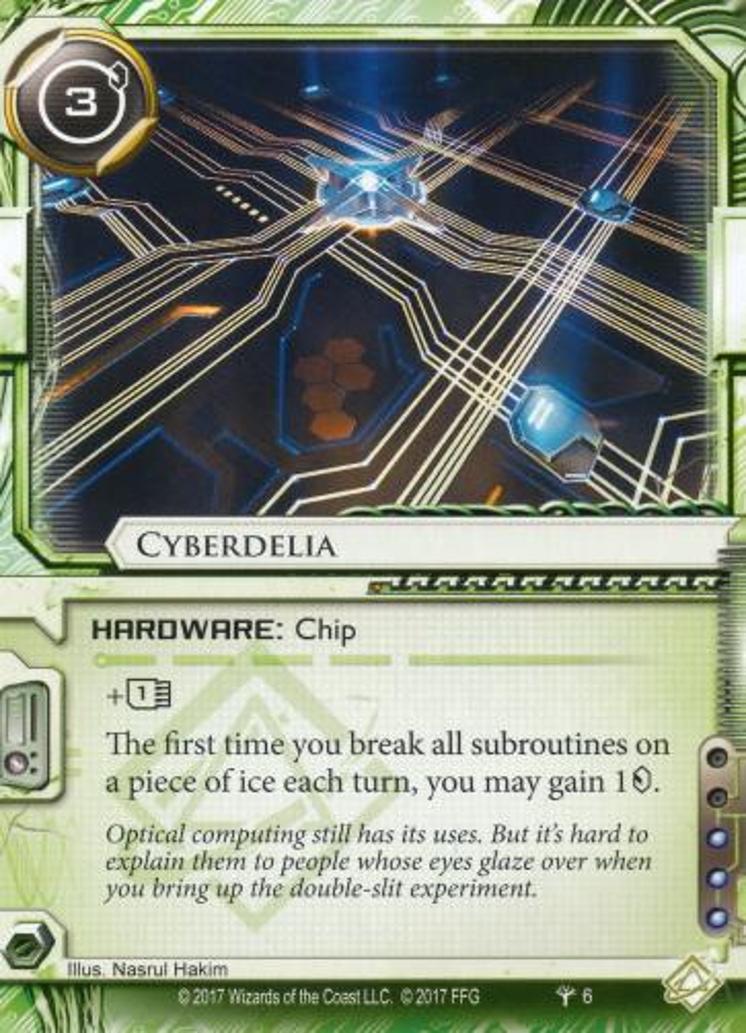 3
CYBERDELIA
HARDWARE: Chip
+1
The first time you break all subroutines on
a piece of ice each turn, you may gain 1.
Optical computing still has its uses. But it's hard to
explain them to people whose eyes glaze over when
you bring up the double-slit experiment.
Illus. Nasrul Hakim
© 2017 Wizards of the Coast LLC. © 2017 FFG 6